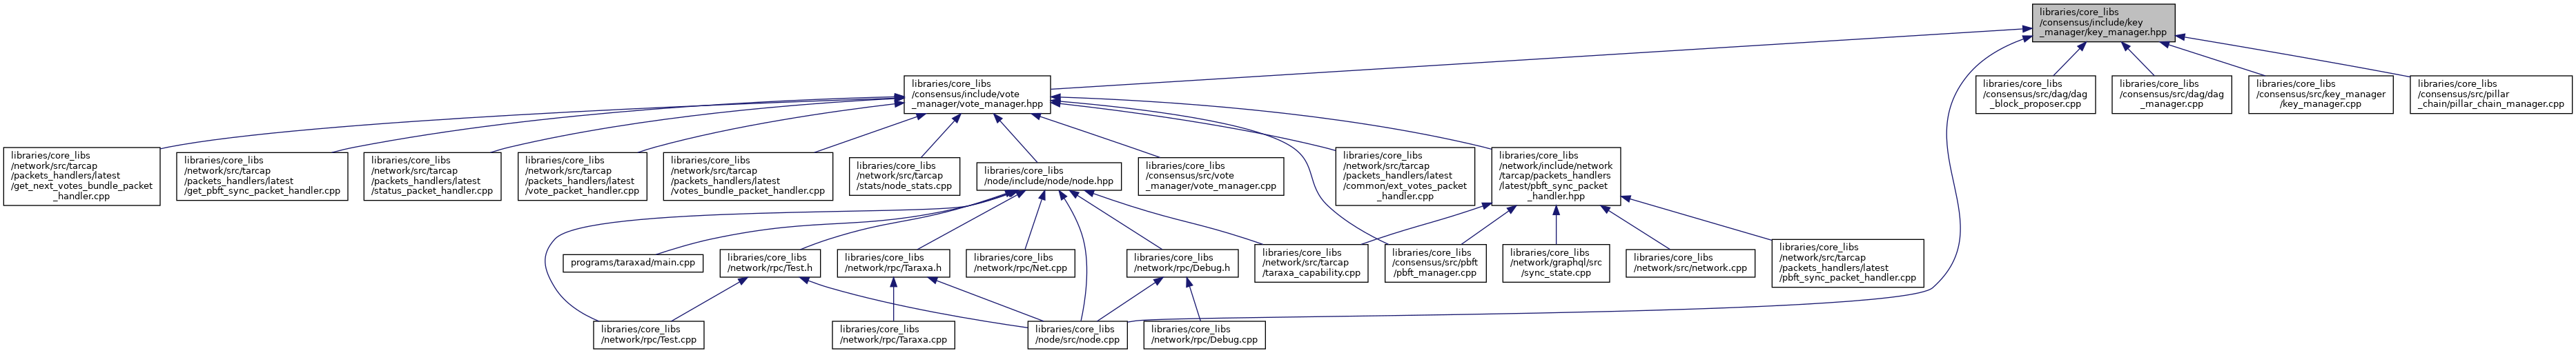 libraries/core_libs
/consensus/include/key
_manager/key_manager.hpp
libraries/core_libs
/consensus/include/vote
_manager/vote_manager.hpp
libraries/core_libs
/consensus/src/dag/dag
_block_proposer.cpp
libraries/core_libs
/consensus/src/dag/dag
_manager.cpp
libraries/core_libs
/consensus/src/key_manager
/key_manager.cpp
libraries/core_libs
/consensus/src/pillar
_chain/pillar_chain_manager.cpp
libraries/core_libs
/network/src/tarcap
/packets_handlers/latest
/get_next_votes_bundle_packet
_handler.cpp
libraries/core_libs
/network/src/tarcap
/packets_handlers/latest
/get_pbft_sync_packet_handler.cpp
libraries/core_libs
/network/src/tarcap
/packets_handlers/latest
/status_packet_handler.cpp
libraries/core_libs
/network/src/tarcap
/packets_handlers/latest
/vote_packet_handler.cpp
libraries/core_libs
/network/src/tarcap
/packets_handlers/latest
/votes_bundle_packet_handler.cpp
libraries/core_libs
/network/src/tarcap
/stats/node_stats.cpp
libraries/core_libs
/node/include/node/node.hpp
libraries/core_libs
/consensus/src/vote
_manager/vote_manager.cpp
libraries/core_libs
/network/src/tarcap
/packets_handlers/latest
/common/ext_votes_packet
_handler.cpp
libraries/core_libs
/network/include/network
/tarcap/packets_handlers
/latest/pbft_sync_packet
_handler.hpp
programs/taraxad/main.cpp
libraries/core_libs
/network/rpc/Test.h
libraries/core_libs
/network/rpc/Taraxa.h
libraries/core_libs
/network/rpc/Net.cpp
libraries/core_libs
/network/rpc/Debug.h
libraries/core_libs
/network/src/tarcap
/taraxa_capability.cpp
libraries/core_libs
/consensus/src/pbft
/pbft_manager.cpp
libraries/core_libs
/network/graphql/src
/sync_state.cpp
libraries/core_libs
/network/src/network.cpp
libraries/core_libs
/network/src/tarcap
/packets_handlers/latest
/pbft_sync_packet_handler.cpp
libraries/core_libs
/network/rpc/Test.cpp
libraries/core_libs
/network/rpc/Taraxa.cpp
libraries/core_libs
/node/src/node.cpp
libraries/core_libs
/network/rpc/Debug.cpp